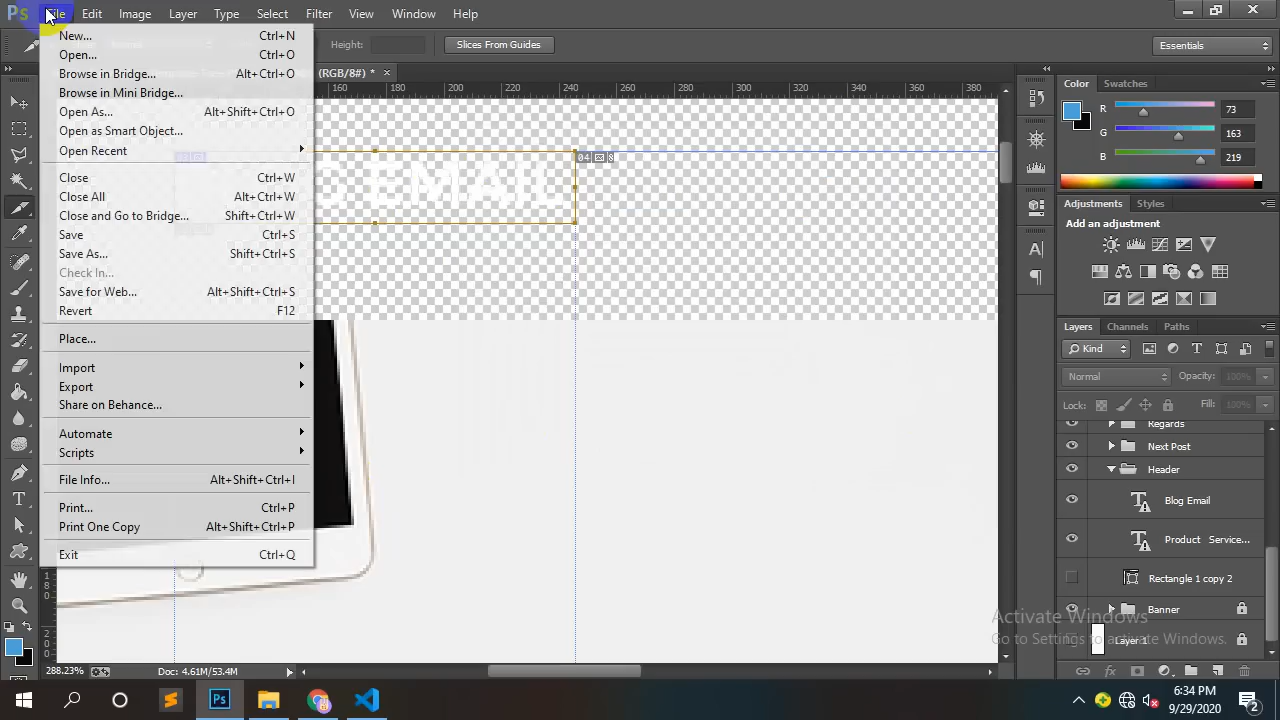 Ps File Edit Image Layer Type Select Filter View Window Help
Height: Slices From Guides Essentials
(RGB/8#) * ×
New... Ctrl+N
Open... Ctrl+O
Browse in Bridge... Alt+Ctrl+O
Browse in Mini Bridge...
Open As... Alt+Shift+Ctrl+O
Open as Smart Object...
Open Recent
Close Ctrl+W
Close All Alt+Ctrl+W
Close and Go to Bridge... Shift+Ctrl+W
Save Ctrl+S
Save As... Shift+Ctrl+S
Check In...
Save for Web... Alt+Shift+Ctrl+S
Revert F12
Place...
Import
Export
Share on Behance...
Automate
Scripts
File Info... Alt+Shift+Ctrl+I
Print... Ctrl+P
Print One Copy Alt+Shift+Ctrl+P
Exit Ctrl+Q
160 180 200 220 240 260 280 300 320 340 360 380
04 8
EMAIL
Color Swatches
R 73
G 163
B 219
Adjustments Styles
Add an adjustment
Layers Channels Paths
Kind
Normal Opacity: 100%
Lock: Fill: 100%
Regards
Next Post
Header
Blog Email
Product Service...
Rectangle 1 copy 2
Banner
Layer 1
Activate Windows
Go to Settings to activate Windows.
288.23% Doc: 4.61M/53.4M
6:34 PM
9/29/2020
2